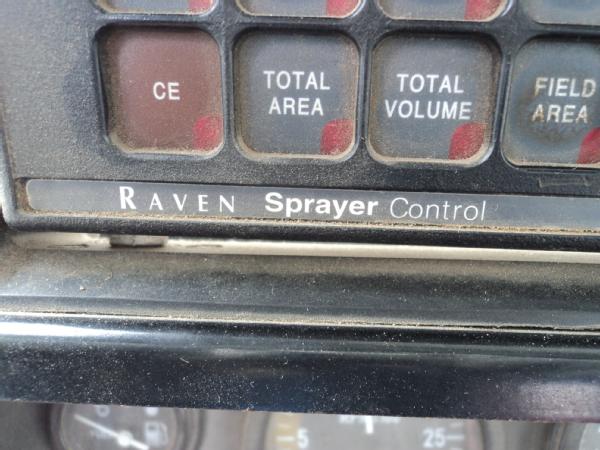 CE
TOTAL
AREA
TOTAL
VOLUME
FIELD
AREA
RAVEN Sprayer Control
5
25